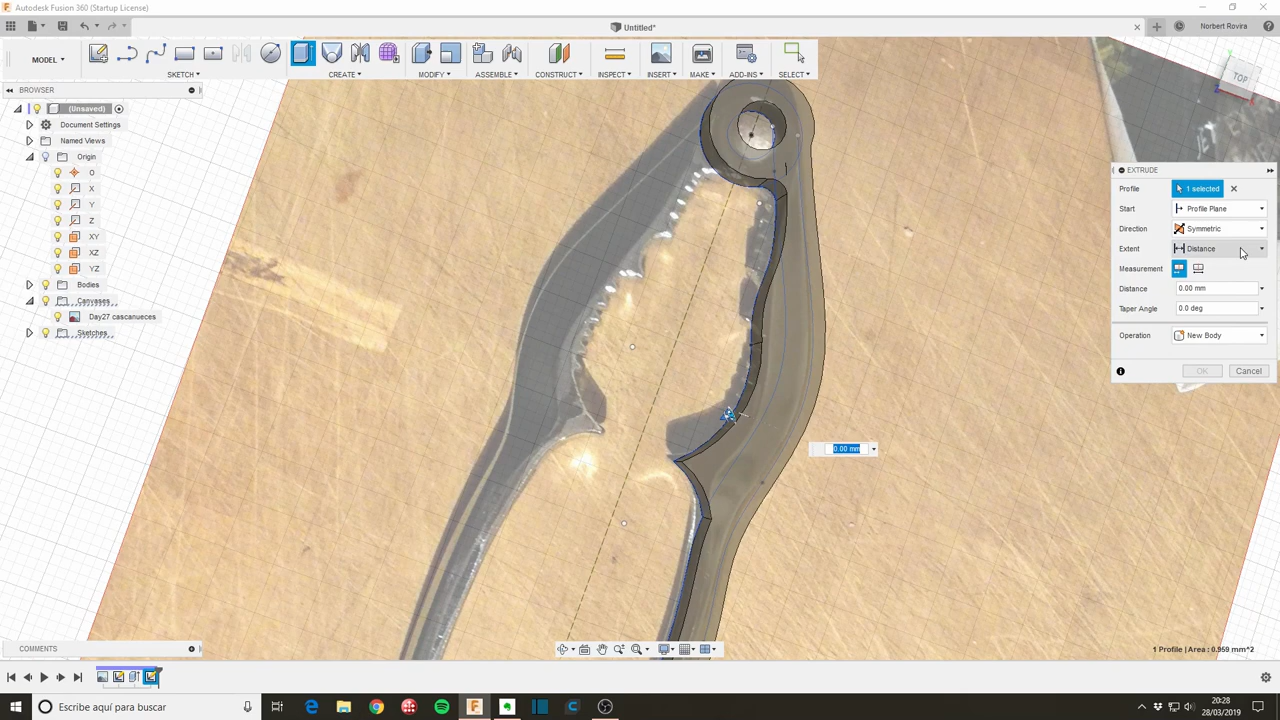 Autodesk Fusion 360 (Startup License)
Untitled*
Norbert Rovira
MODEL
SKETCH
CREATE
MODIFY
ASSEMBLE
CONSTRUCT
INSPECT
INSERT
MAKE
ADD-INS
SELECT
BROWSER
(Unsaved)
Document Settings
Named Views
Origin
O
X
Y
Z
XY
XZ
YZ
Bodies
Canvases
Day27 cascanueces
Sketches
TOP
EXTRUDE
Profile
1 selected
Start
Profile Plane
Direction
Symmetric
Extent
Distance
Measurement
Distance
0.00 mm
Taper Angle
0.0 deg
Operation
New Body
OK
Cancel
0.00 mm
COMMENTS
1 Profile | Area : 0.959 mm^2
Escribe aquí para buscar
20:28
28/03/2019